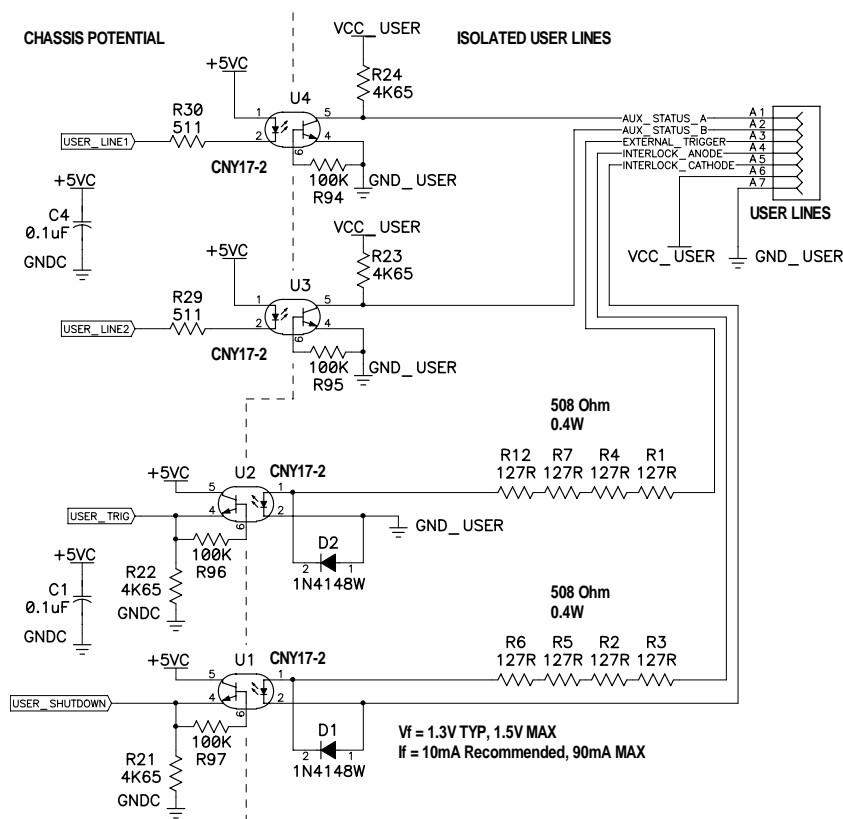 CHASSIS POTENTIAL
ISOLATED USER LINES
VCC_USER
+5VC
U4
R24
4K65
R30
511
1
5
2
4
6
USER_LINE1
CNY17-2
100K
R94
GND_USER
+5VC
C4
0.1uF
GNDC
AUX_STATUS_A
AUX_STATUS_B
EXTERNAL_TRIGGER
INTERLOCK_ANODE
INTERLOCK_CATHODE
A1
A2
A3
A4
A5
A6
A7
USER LINES
VCC_USER
GND_USER
VCC_USER
+5VC
U3
R23
4K65
R29
511
1
5
2
4
6
USER_LINE2
CNY17-2
100K
R95
GND_USER
508 Ohm
0.4W
R12 R7 R4 R1
127R 127R 127R 127R
+5VC
U2
CNY17-2
5
1
4
2
6
USER_TRIG
GND_USER
100K
R96
D2
2 1
1N4148W
+5VC
C1
0.1uF
GNDC
R22
4K65
GNDC
508 Ohm
0.4W
R6 R5 R2 R3
127R 127R 127R 127R
+5VC
U1
CNY17-2
5
1
4
2
6
USER_SHUTDOWN
100K
R97
D1
2 1
1N4148W
Vf = 1.3V TYP, 1.5V MAX
If = 10mA Recommended, 90mA MAX
R21
4K65
GNDC